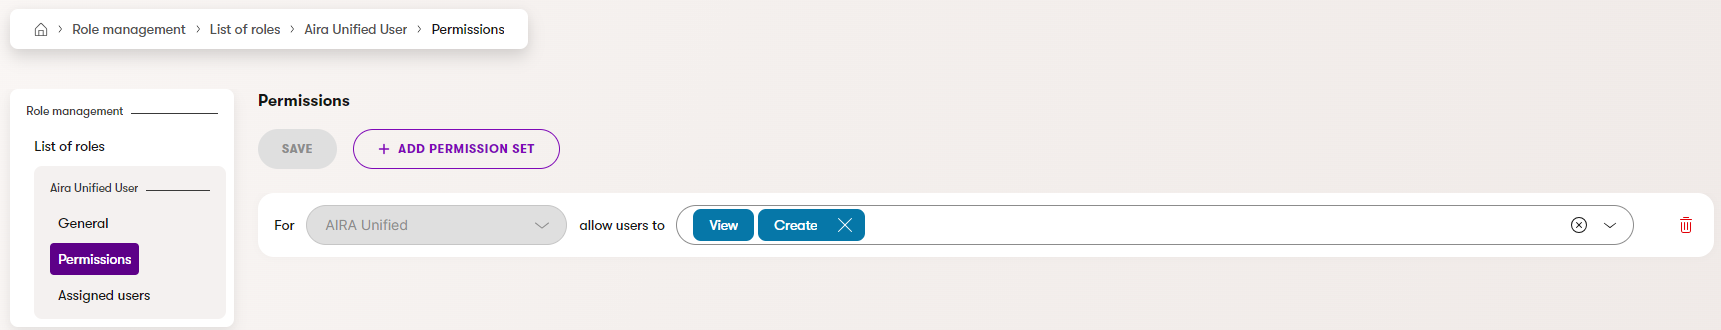 Role management > List of roles > Aira Unified User > Permissions
Role management
List of roles
Aira Unified User
General
Permissions
Assigned users
Permissions
SAVE
+ ADD PERMISSION SET
For AIRA Unified allow users to View Create